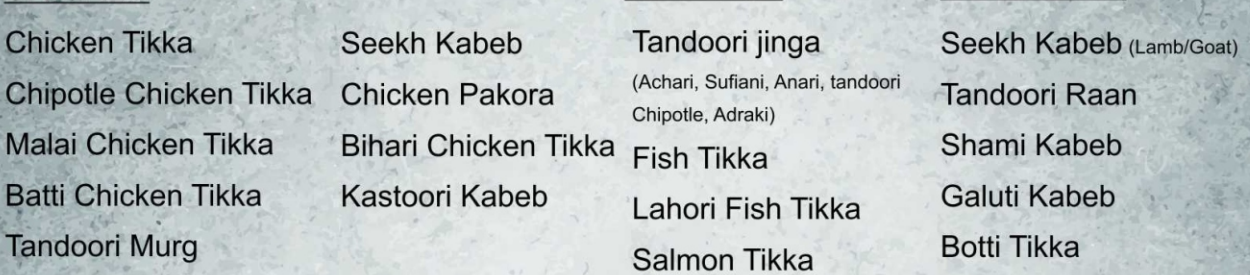 Chicken Tikka
Chipotle Chicken Tikka
Malai Chicken Tikka
Batti Chicken Tikka
Tandoori Murg
Seekh Kabeb
Chicken Pakora
Bihari Chicken Tikka
Kastoori Kabeb
Tandoori jinga
(Achari, Sufiani, Anari, tandoori
Chipotle, Adraki)
Fish Tikka
Lahori Fish Tikka
Salmon Tikka
Seekh Kabeb (Lamb/Goat)
Tandoori Raan
Shami Kabeb
Galuti Kabeb
Botti Tikka